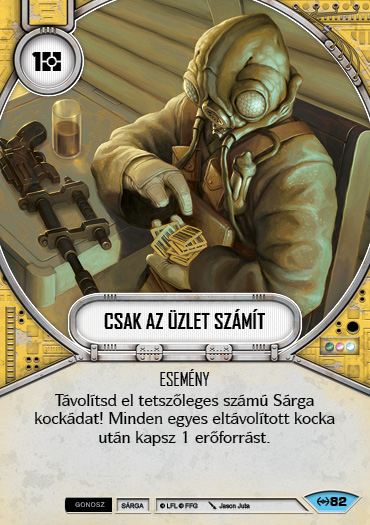 1
CSAK AZ ÜZLET SZÁMÍT
ESEMÉNY
Távolítsd el tetszőleges számú Sárga
kockádat! Minden egyes eltávolított kocka
után kapsz 1 erőforrást.
GONOSZ SÁRGA © LFL © FFG Jason Juta 82